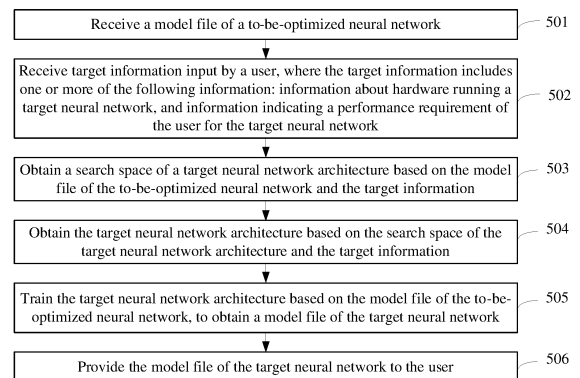 Receive a model file of a to-be-optimized neural network
501
Receive target information input by a user, where the target information includes
one or more of the following information: information about hardware running a
target neural network, and information indicating a performance requirement of
the user for the target neural network
502
Obtain a search space of a target neural network architecture based on the model
file of the to-be-optimized neural network and the target information
503
Obtain the target neural network architecture based on the search space of the
target neural network architecture and the target information
504
Train the target neural network architecture based on the model file of the to-be-
optimized neural network, to obtain a model file of the target neural network
505
Provide the model file of the target neural network to the user
506